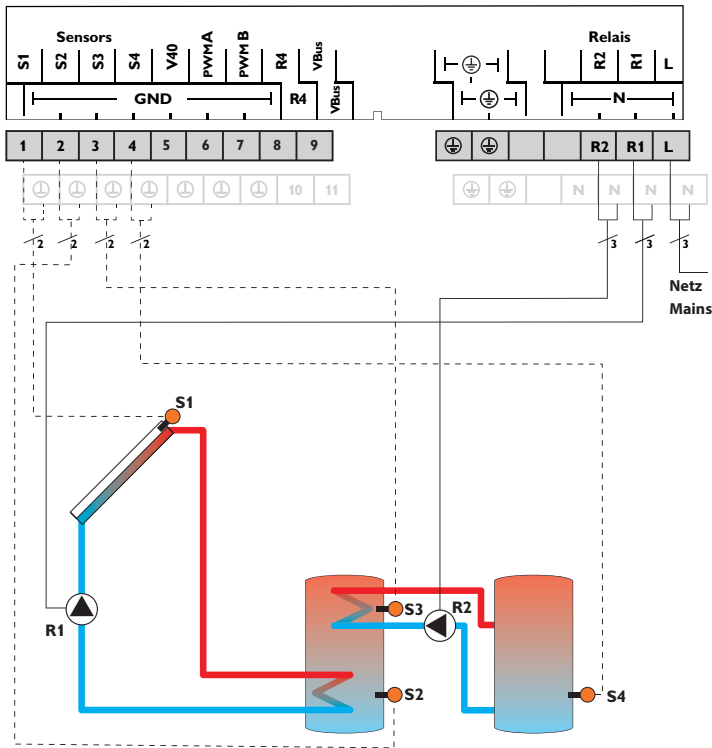 Sensors
Relais
S1 S2 S3 S4 V40 PWM A PWM B R4 VBus
R2 R1 L
GND R4 VBus
N
1 2 3 4 5 6 7 8 9
R2 R1 L
10 11
N N N N
2 2 2 2
3 3 3
Netz
Mains
S1
R1
S3
R2
S2
S4